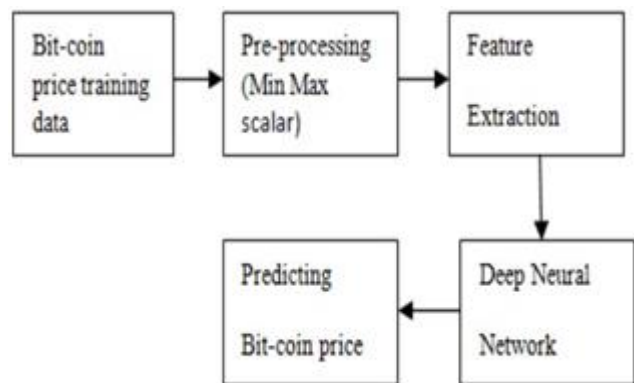 Bit-coin
price training
data
Pre-processing
(Min Max
scalar)
Feature
Extraction
Deep Neural
Network
Predicting
Bit-coin price